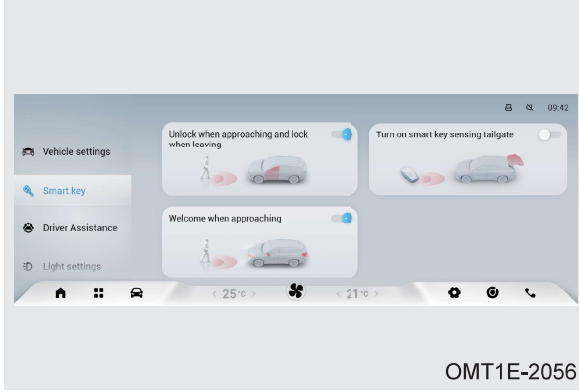 09:42
Vehicle settings
Smart key
Driver Assistance
Light settings
Unlock when approaching and lock
when leaving
Turn on smart key sensing tailgate
Welcome when approaching
< 25°C >
< 21°C >
OMT1E-2056